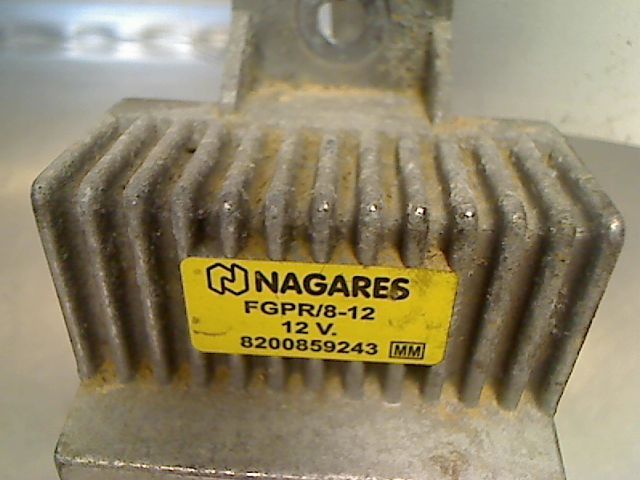 NAGARES
FGPR/8-12
12 V.
8200859243 MM